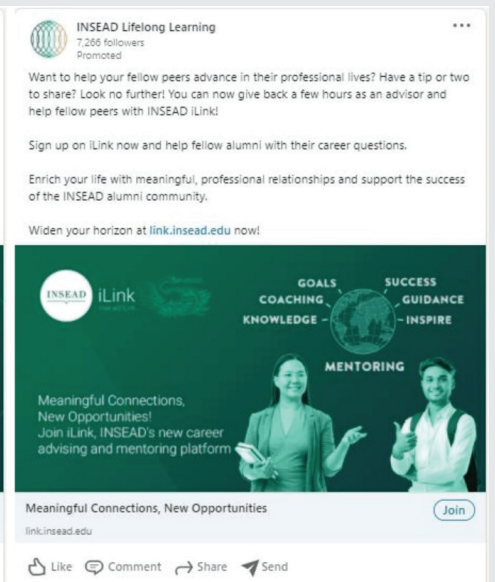 INSEAD Lifelong Learning
7,266 followers
Promoted
Want to help your fellow peers advance in their professional lives? Have a tip or two
to share? Look no further! You can now give back a few hours as an advisor and
help fellow peers with INSEAD iLink!
Sign up on iLink now and help fellow alumni with their career questions.
Enrich your life with meaningful, professional relationships and support the success
of the INSEAD alumni community.
Widen your horizon at link.insead.edu now!
INSEAD
iLink
GOALS
SUCCESS
COACHING
GUIDANCE
KNOWLEDGE
INSPIRE
MENTORING
Meaningful Connections,
New Opportunities!
Join iLink, INSEAD's new career
advising and mentoring platform
Meaningful Connections, New Opportunities
Join
link.insead.edu
Like
Comment
Share
Send